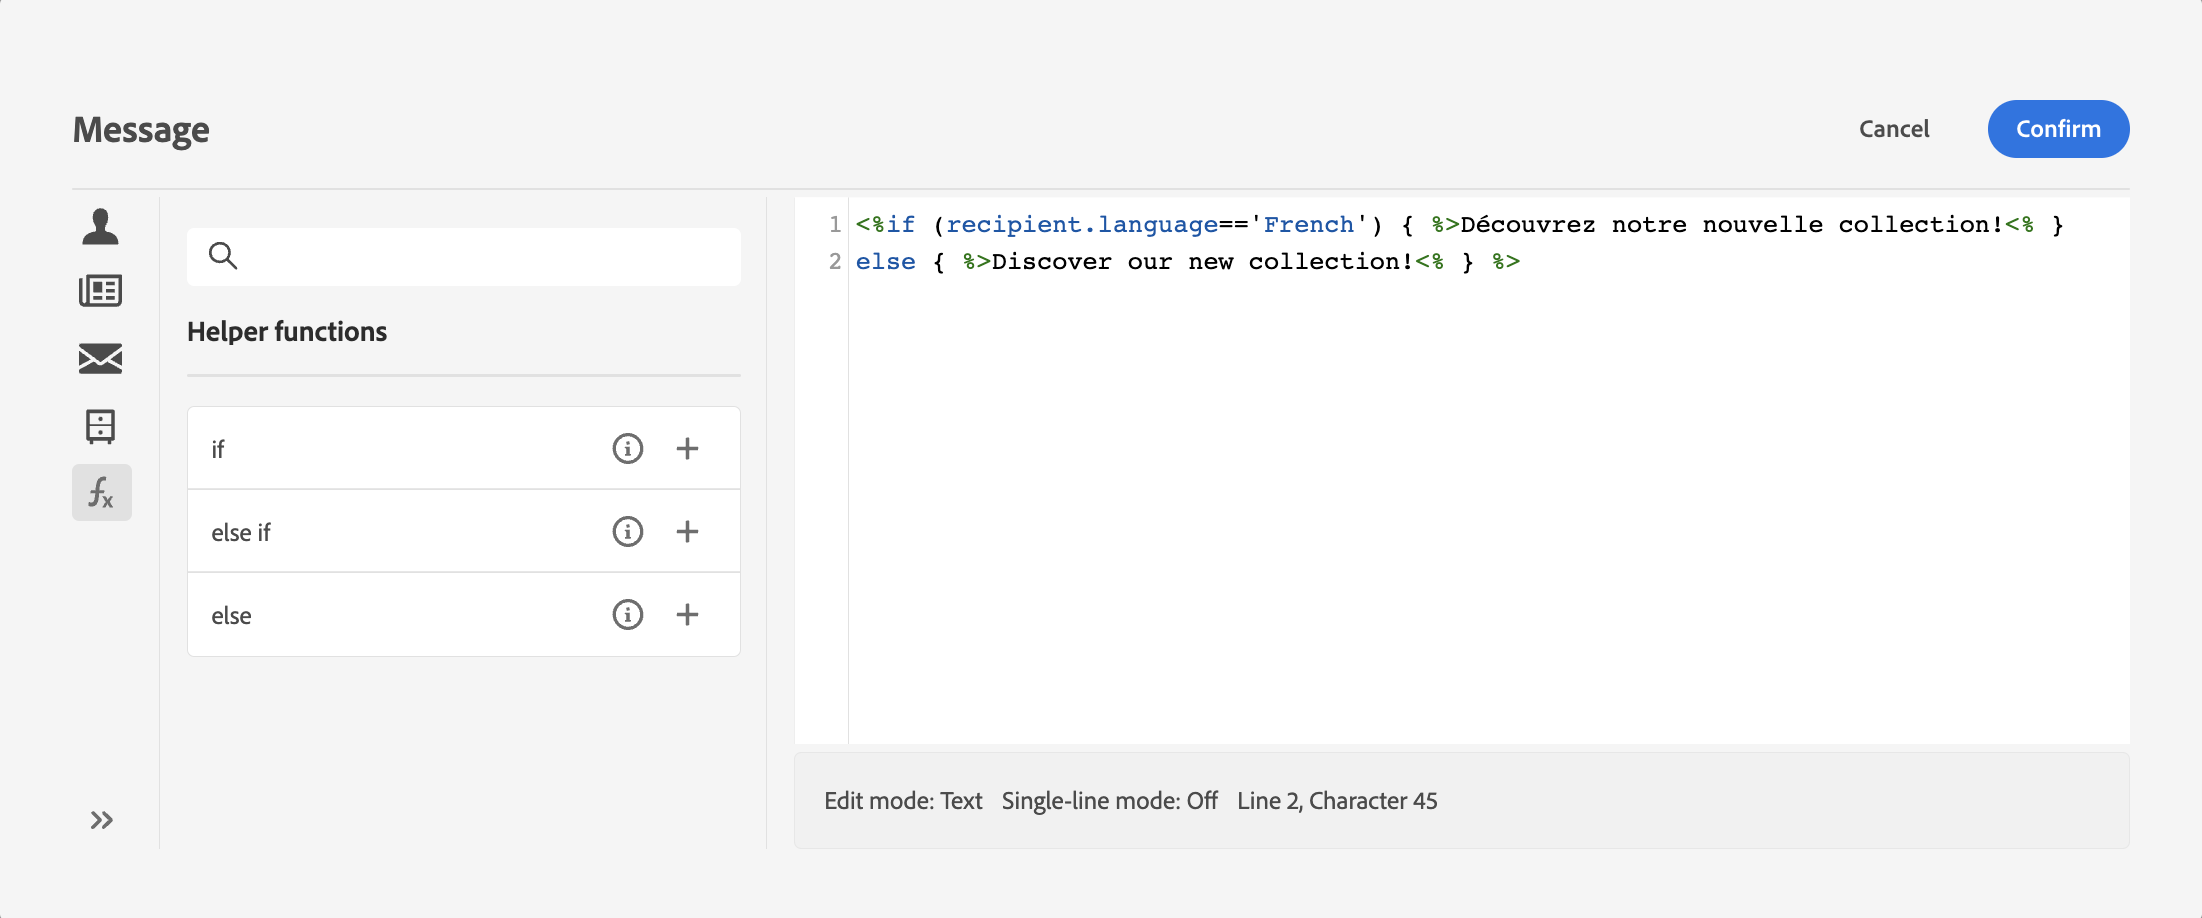 Message
Cancel
Confirm
Helper functions
if
else if
else
1 <%if (recipient.language=='French') { %>Découvrez notre nouvelle collection!<% }
2 else { %>Discover our new collection!<% } %>
fx
Edit mode: Text Single-line mode: Off Line 2, Character 45